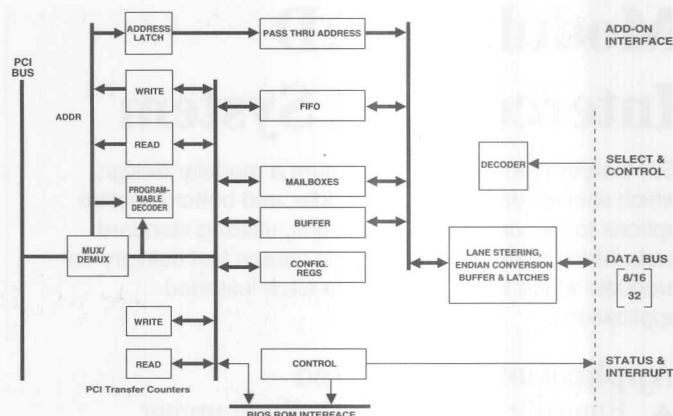 ADDRESS
LATCH
PASS THRU ADDRESS
ADD-ON
INTERFACE
PCI
BUS
ADDR
WRITE
FIFO
READ
DECODER
SELECT &
CONTROL
PROGRAM-
MABLE
DECODER
MAILBOXES
BUFFER
MUX/
DEMUX
CONFIG.
REGS
LANE STEERING,
ENDIAN CONVERSION
BUFFER & LATCHES
DATA BUS
8/16
32
WRITE
READ
CONTROL
STATUS &
INTERRUPT
PCI Transfer Counters
BIOS ROM INTERFACE